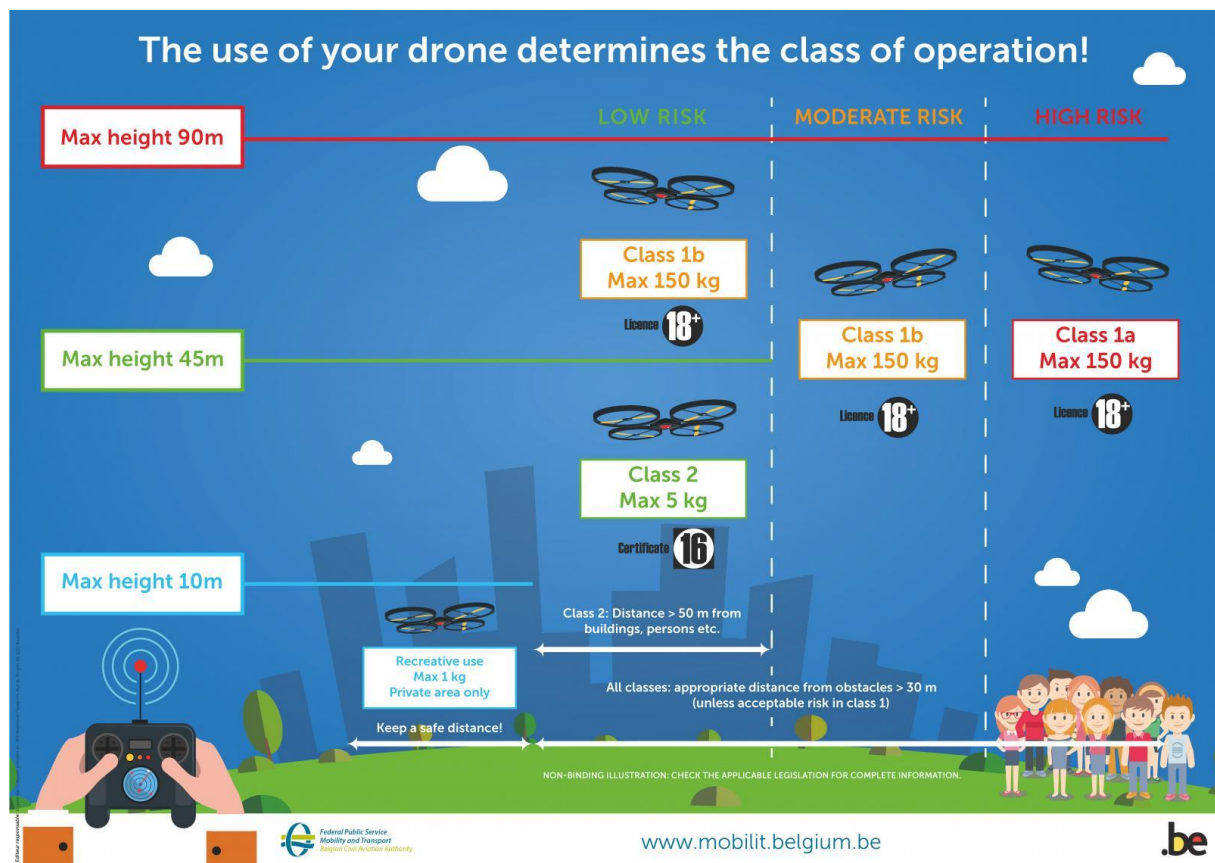 The use of your drone determines the class of operation!
LOW RISK
MODERATE RISK
HIGH RISK
Max height 90m
Class 1b
Max 150 kg
Licence 18+
Class 1b
Max 150 kg
Licence 18+
Class 1a
Max 150 kg
Licence 18+
Max height 45m
Class 2
Max 5 kg
Certificate 16
Max height 10m
Class 2: Distance > 50 m from
buildings, persons etc.
Recreative use
Max 1 kg
Private area only
All classes: appropriate distance from obstacles > 30 m
(unless acceptable risk in class 1)
Keep a safe distance!
NON-BINDING ILLUSTRATION: CHECK THE APPLICABLE LEGISLATION FOR COMPLETE INFORMATION.
Federal Public Service
Mobility and Transport
Belgian Civil Aviation Authority
www.mobilit.belgium.be
.be